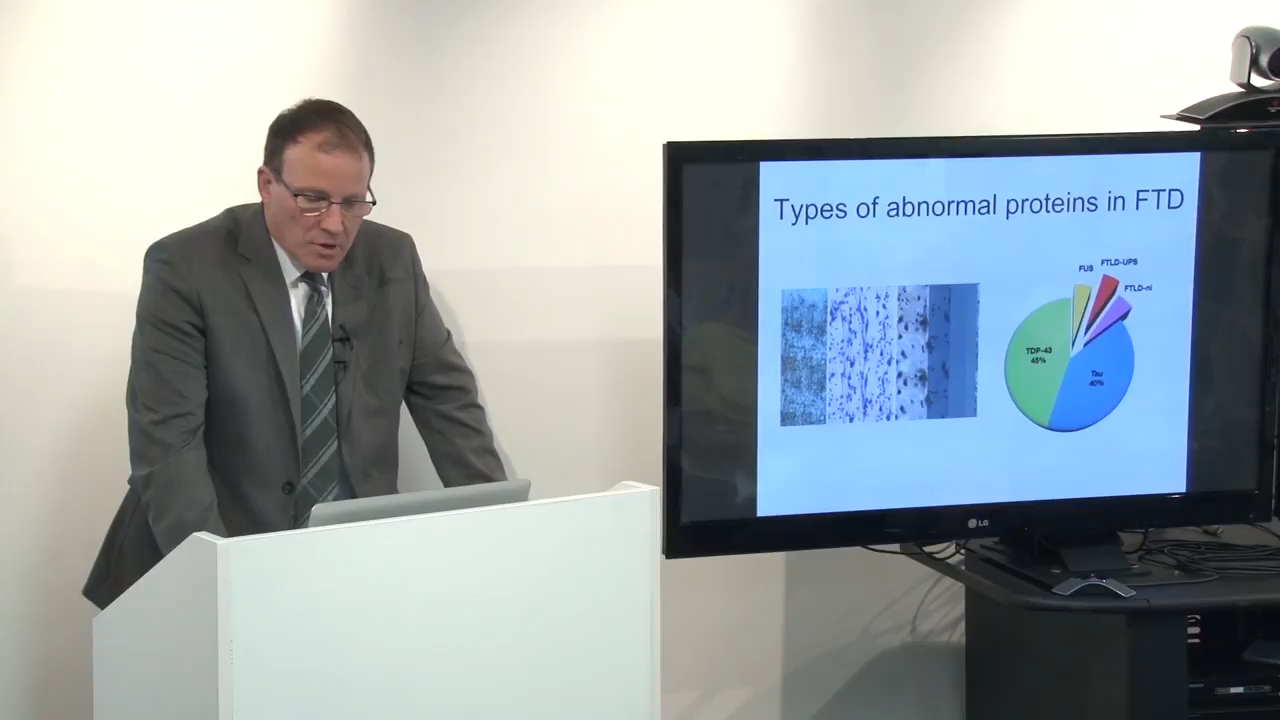 Types of abnormal proteins in FTD
FUS
FTLD-UPS
FTLD-ni
TDP-43
45%
Tau
40%
LG